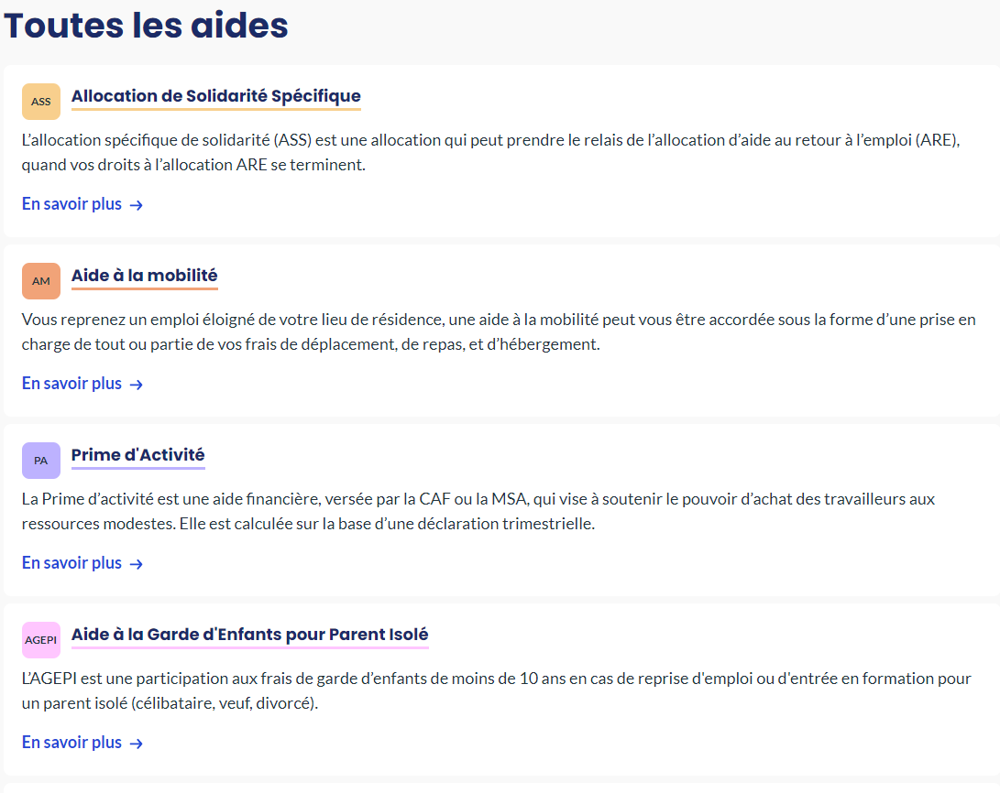 Toutes les aides
ASS
Allocation de Solidarité Spécifique
L’allocation spécifique de solidarité (ASS) est une allocation qui peut prendre le relais de l’allocation d’aide au retour à l’emploi (ARE),
quand vos droits à l’allocation ARE se terminent.
En savoir plus →
AM
Aide à la mobilité
Vous reprenez un emploi éloigné de votre lieu de résidence, une aide à la mobilité peut vous être accordée sous la forme d’une prise en
charge de tout ou partie de vos frais de déplacement, de repas, et d’hébergement.
En savoir plus →
PA
Prime d'Activité
La Prime d’activité est une aide financière, versée par la CAF ou la MSA, qui vise à soutenir le pouvoir d’achat des travailleurs aux
ressources modestes. Elle est calculée sur la base d’une déclaration trimestrielle.
En savoir plus →
AGEPI
Aide à la Garde d'Enfants pour Parent Isolé
L’AGEPI est une participation aux frais de garde d’enfants de moins de 10 ans en cas de reprise d'emploi ou d'entrée en formation pour
un parent isolé (célibataire, veuf, divorcé).
En savoir plus →